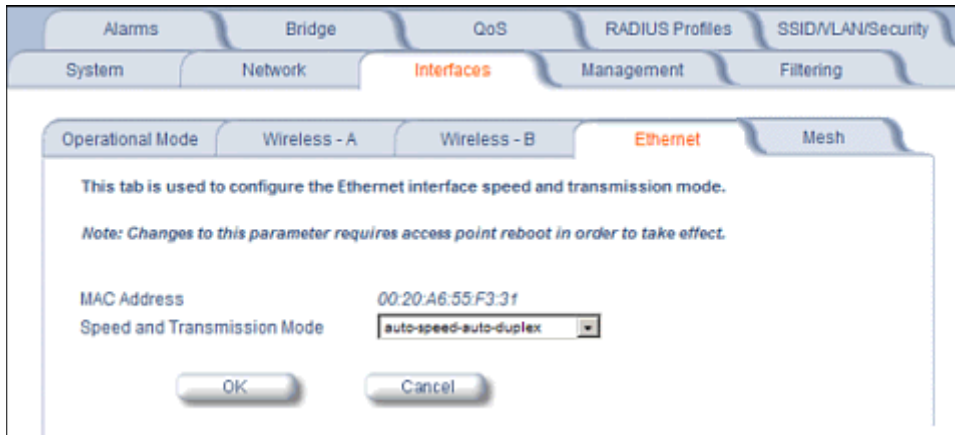 Alarms Bridge QoS RADIUS Profiles SSID/VLAN/Security
System Network Interfaces Management Filtering
Operational Mode Wireless - A Wireless - B Ethernet Mesh
This tab is used to configure the Ethernet interface speed and transmission mode.
Note: Changes to this parameter requires access point reboot in order to take effect.
MAC Address 00:20:A6:55:F3:31
Speed and Transmission Mode auto-speed-auto-duplex
OK Cancel